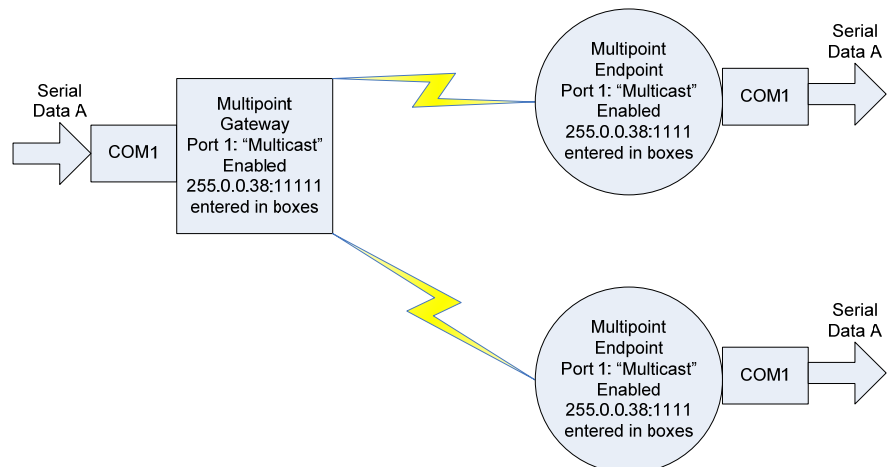 Serial
Data A
COM1
Multipoint
Gateway
Port 1: “Multicast”
Enabled
255.0.0.38:11111
entered in boxes
Multipoint
Endpoint
Port 1: “Multicast”
Enabled
255.0.0.38:1111
entered in boxes
COM1
Serial
Data A
Multipoint
Endpoint
Port 1: “Multicast”
Enabled
255.0.0.38:1111
entered in boxes
COM1
Serial
Data A